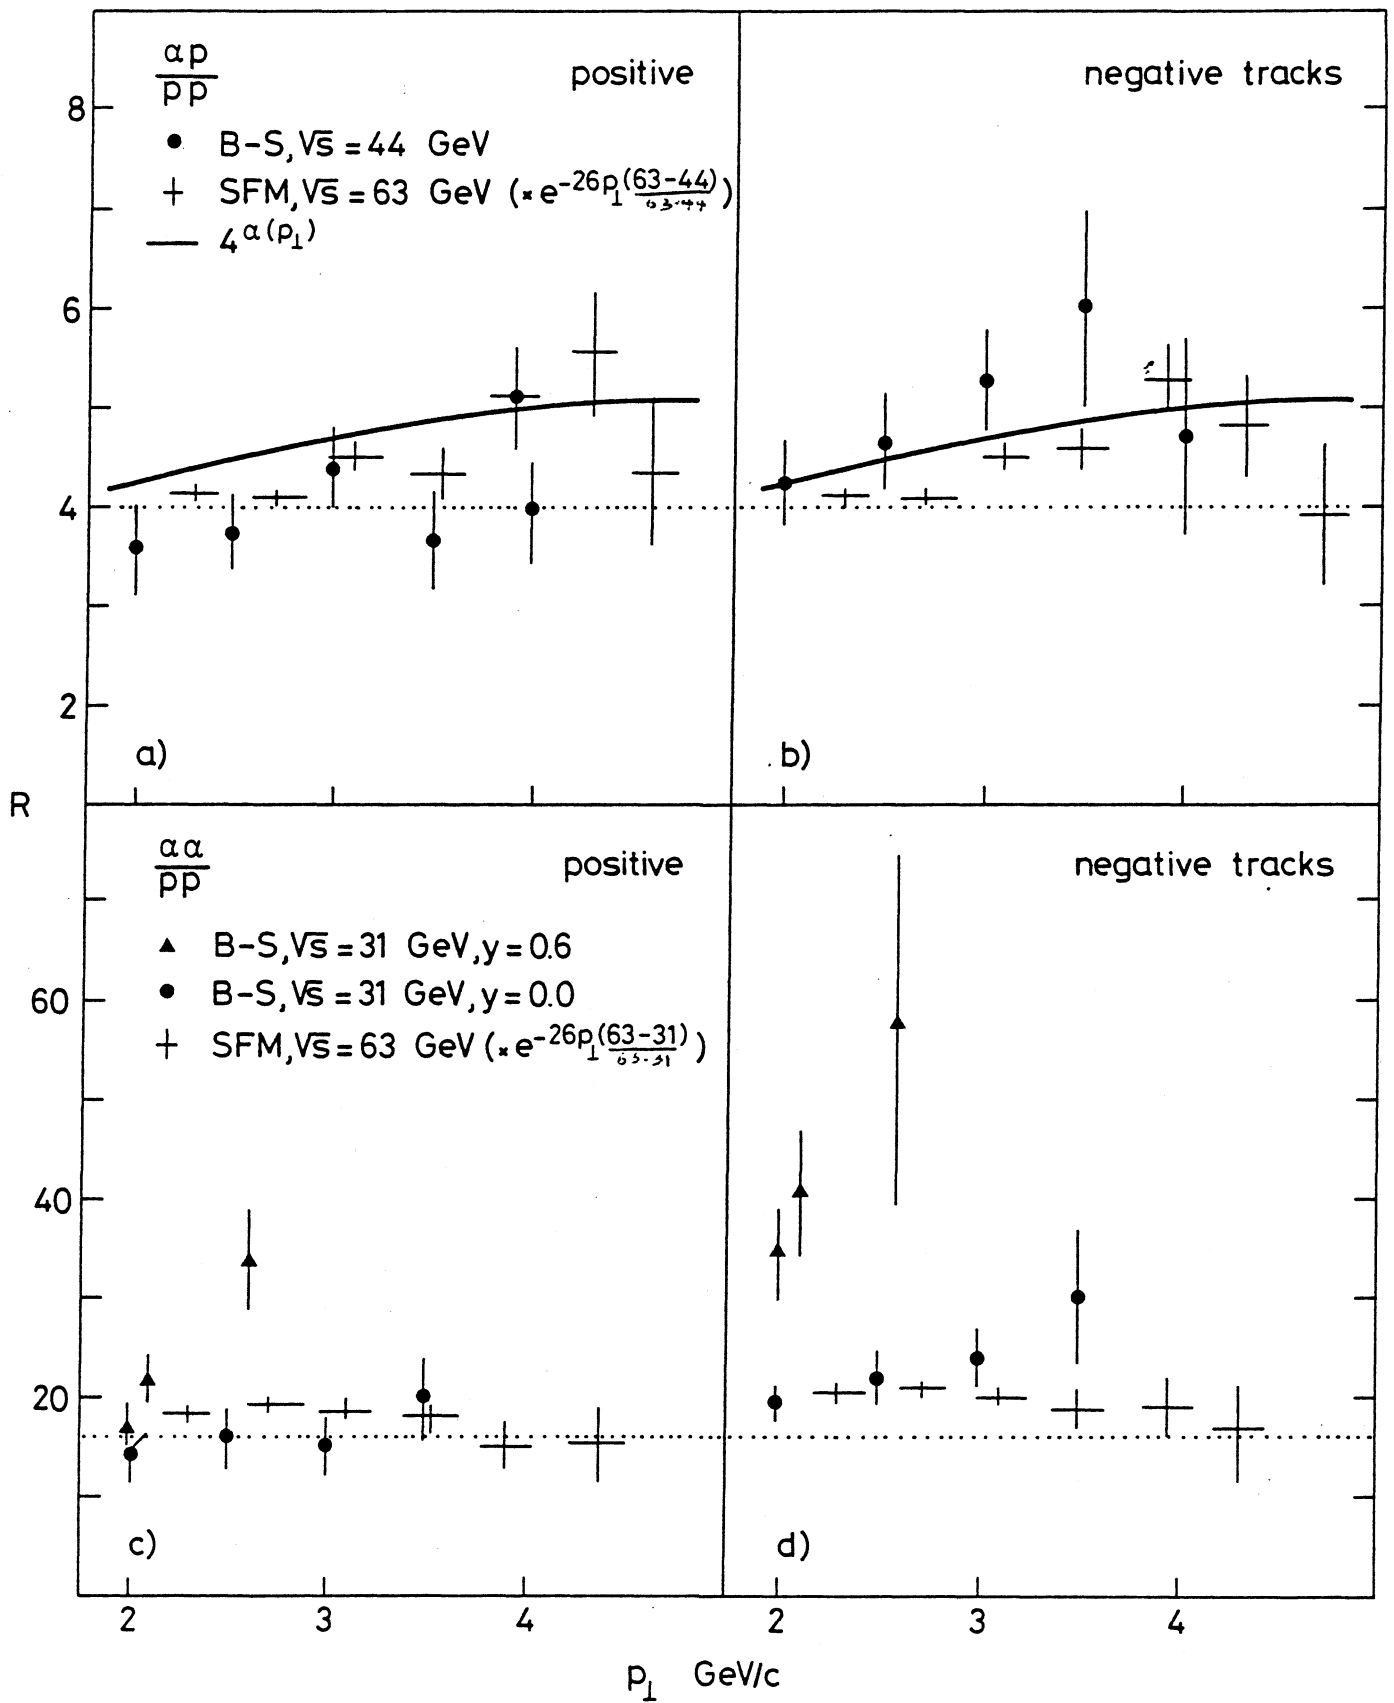 αp
pp
positive
negative tracks
8
• B-S, √s = 44 GeV
+ SFM, √s = 63 GeV (× e^-26p⊥(63-44)/63·44)
— 4^α(p⊥)
6
4
2
a)
b)
R
αα
pp
positive
negative tracks
▲ B-S, √s = 31 GeV, y = 0.6
• B-S, √s = 31 GeV, y = 0.0
60
+ SFM, √s = 63 GeV (× e^-26p⊥(63-31)/63·31)
40
20
c)
d)
2 3 4 2 3 4
p⊥ GeV/c